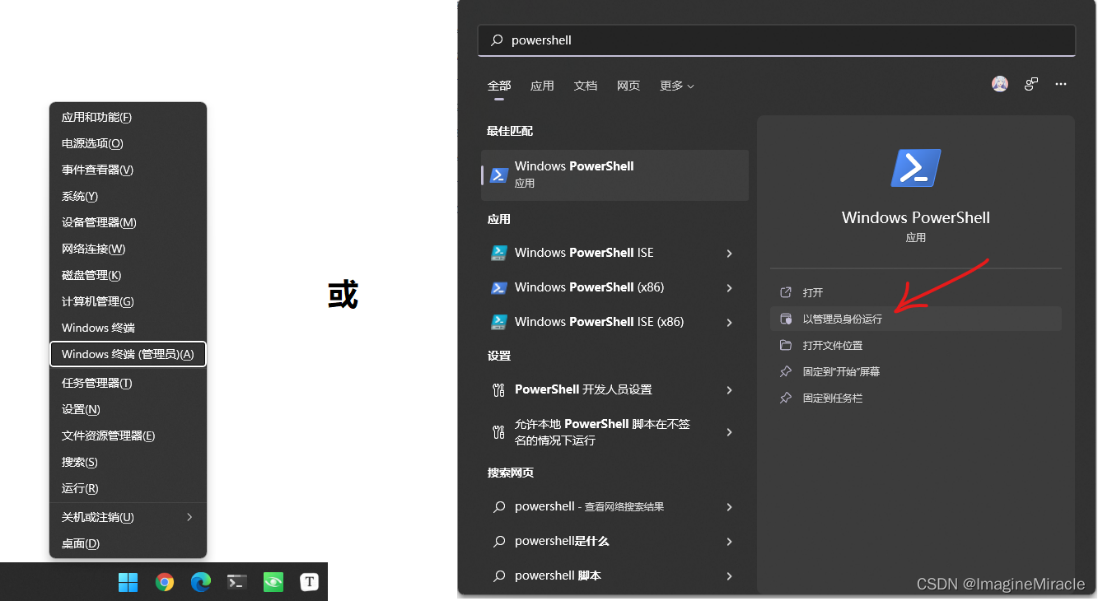 应用和功能(F)
电源选项(O)
事件查看器(V)
系统(Y)
设备管理器(M)
网络连接(W)
磁盘管理(K)
计算机管理(G)
Windows 终端
Windows 终端 (管理员)(A)
任务管理器(T)
设置(N)
文件资源管理器(E)
搜索(S)
运行(R)
关机或注销(U)
桌面(D)
T
或
powershell
全部 应用 文档 网页 更多
最佳匹配
Windows PowerShell
应用
应用
Windows PowerShell ISE
Windows PowerShell (x86)
Windows PowerShell ISE (x86)
设置
PowerShell 开发人员设置
允许本地 PowerShell 脚本在不签
名的情况下运行
搜索网页
powershell - 查看网络搜索结果
powershell是什么
powershell 脚本
Windows PowerShell
应用
打开
以管理员身份运行
打开文件位置
固定到"开始"屏幕
固定到任务栏
CSDN @ImagineMiracle